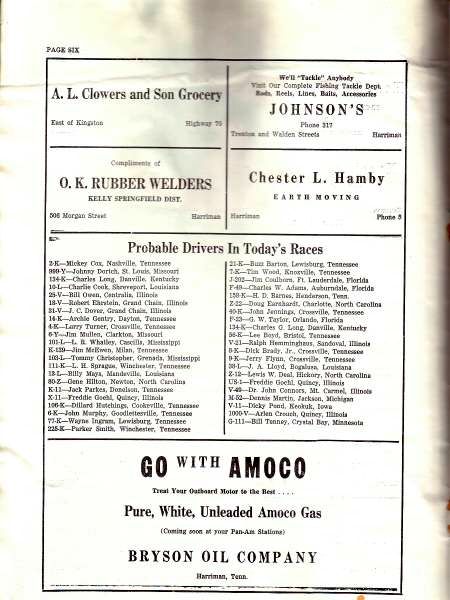 PAGE SIX
A. L. Clowers and Son Grocery
East of Kingston Highway 70
We'll "Tackle" Anybody
Visit Our Complete Fishing Tackle Dept.
Rods, Reels, Lines, Baits, Accessories
JOHNSON'S
Phone 317
Trenton and Walden Streets Harriman
Compliments of
O. K. RUBBER WELDERS
KELLY SPRINGFIELD DIST.
506 Morgan Street Harriman
Chester L. Hamby
EARTH MOVING
Harriman Phone 5
Probable Drivers In Today's Races
2-K—Mickey Cox, Nashville, Tennessee
999-Y—Johnny Dortch, St. Louis, Missouri
134-K—Charles Long, Danville, Kentucky
10-L—Charlie Cook, Shreveport, Louisiana
25-V—Bill Owen, Centralia, Illinois
18-V—Robert Ebstrain, Grand Chain, Illinois
31-V—J. C. Dover, Grand Chain, Illinois
14-K—Archie Gentry, Dayton, Tennessee
4-K—Larry Turner, Crossville, Tennessee
6-Y—Jim Mullen, Clarkton, Missouri
101-L—L. B. Whatley, Cascilla, Mississippi
K-139—Jim McEwen, Milan, Tennessee
103-L—Tommy Christopher, Grenada, Mississippi
111-K—L. H. Sprague, Winchester, Tennessee
18-L—Billy Mays, Mandeville, Louisiana
80-Z—Gene Hilton, Newton, North Carolina
K-11—Jack Parkes, Donelson, Tennessee
X-11—Freddie Goehl, Quincy, Illinois
106-K—Dillard Hutchings, Cookville, Tennessee
6-K—John Murphy, Goodlettsville, Tennessee
77-K—Wayne Ingram, Lewisburg, Tennessee
225-K—Parker Smith, Winchester, Tennessee
21-K—Buzz Barton, Lewisburg, Tennessee
7-K—Tim Wood, Knoxville, Tennessee
J-202—Jim Coulborn, Ft. Lauderdale, Florida
F-49—Charles W. Adams, Auburndale, Florida
159-K—H. D. Barnes, Henderson, Tenn.
Z-22—Doug Earnhardt, Charlotte, North Carolina
40-K—John Jennings, Crossville, Tennessee
F-23—G. W. Taylor, Orlando, Florida
134-K—Charles G. Long, Danville, Kentucky
56-K—Lee Boyd, Bristol, Tennessee
V-21—Ralph Hemminghaus, Sandoval, Illinois
8-K—Dick Brady, Jr., Crossville, Tennessee
9-K—Jerry Flynn, Crossville, Tennessee
38-L—J. A. Lloyd, Bogalusa, Louisiana
Z-12—Lewis W. Deal, Hickory, North Carolina
US-1—Freddie Goehl, Quincy, Illinois
V-49—Dr. John Connors, Mt. Carmel, Illinois
M-52—Dennis Martin, Jackson, Michigan
V-11—Dicky Pond, Keokuk, Iowa
1000-V—Arlen Crouch, Quincy, Illinois
G-111—Bill Tenney, Crystal Bay, Minnesota
GO WITH AMOCO
Treat Your Outboard Motor to the Best . . . .
Pure, White, Unleaded Amoco Gas
(Coming soon at your Pan-Am Stations)
BRYSON OIL COMPANY
Harriman, Tenn.